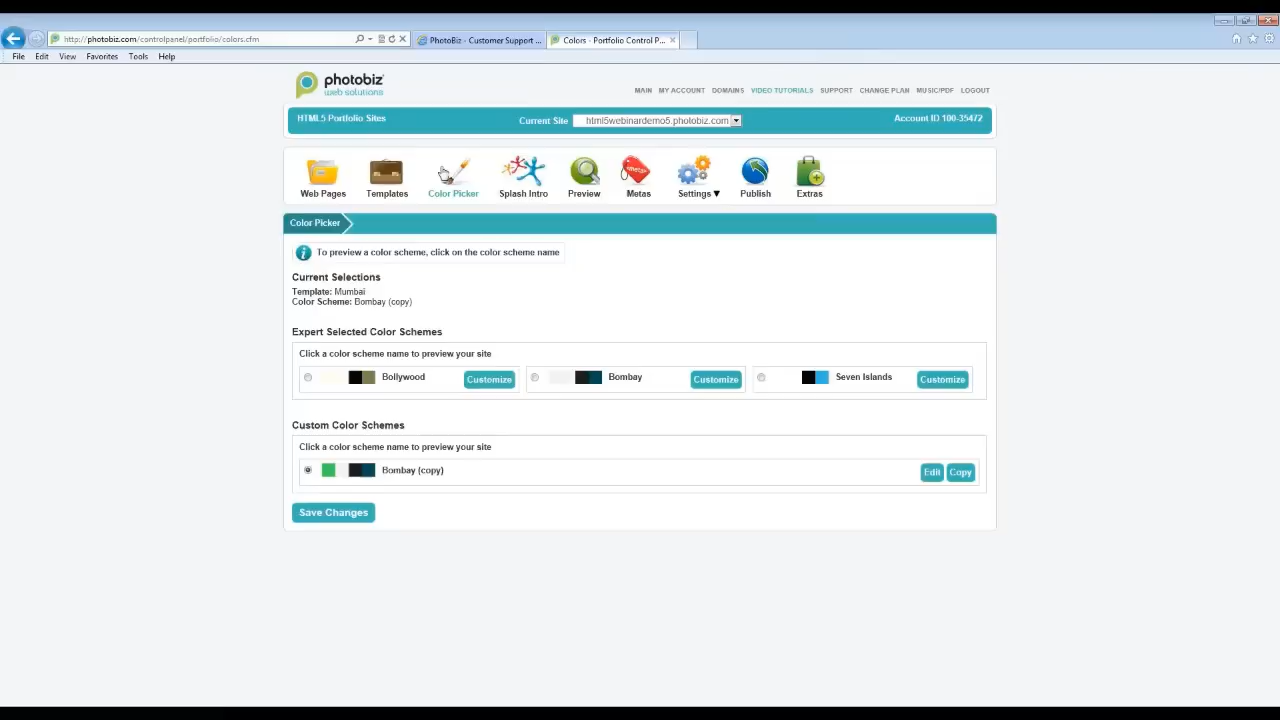 http://photobiz.com/controlpanel/portfolio/colors.cfm
PhotoBiz - Customer Support ...
Colors - Portfolio Control P...
File Edit View Favorites Tools Help
photobiz
web solutions
MAIN MY ACCOUNT DOMAINS VIDEO TUTORIALS SUPPORT CHANGE PLAN MUSIC/PDF LOGOUT
HTML5 Portfolio Sites
Current Site html5webinardemo5.photobiz.com
Account ID 100-35472
Web Pages Templates Color Picker Splash Intro Preview Metas Settings▼ Publish Extras
Color Picker
To preview a color scheme, click on the color scheme name
Current Selections
Template: Mumbai
Color Scheme: Bombay (copy)
Expert Selected Color Schemes
Click a color scheme name to preview your site
Bollywood Customize Bombay Customize Seven Islands Customize
Custom Color Schemes
Click a color scheme name to preview your site
Bombay (copy) Edit Copy
Save Changes